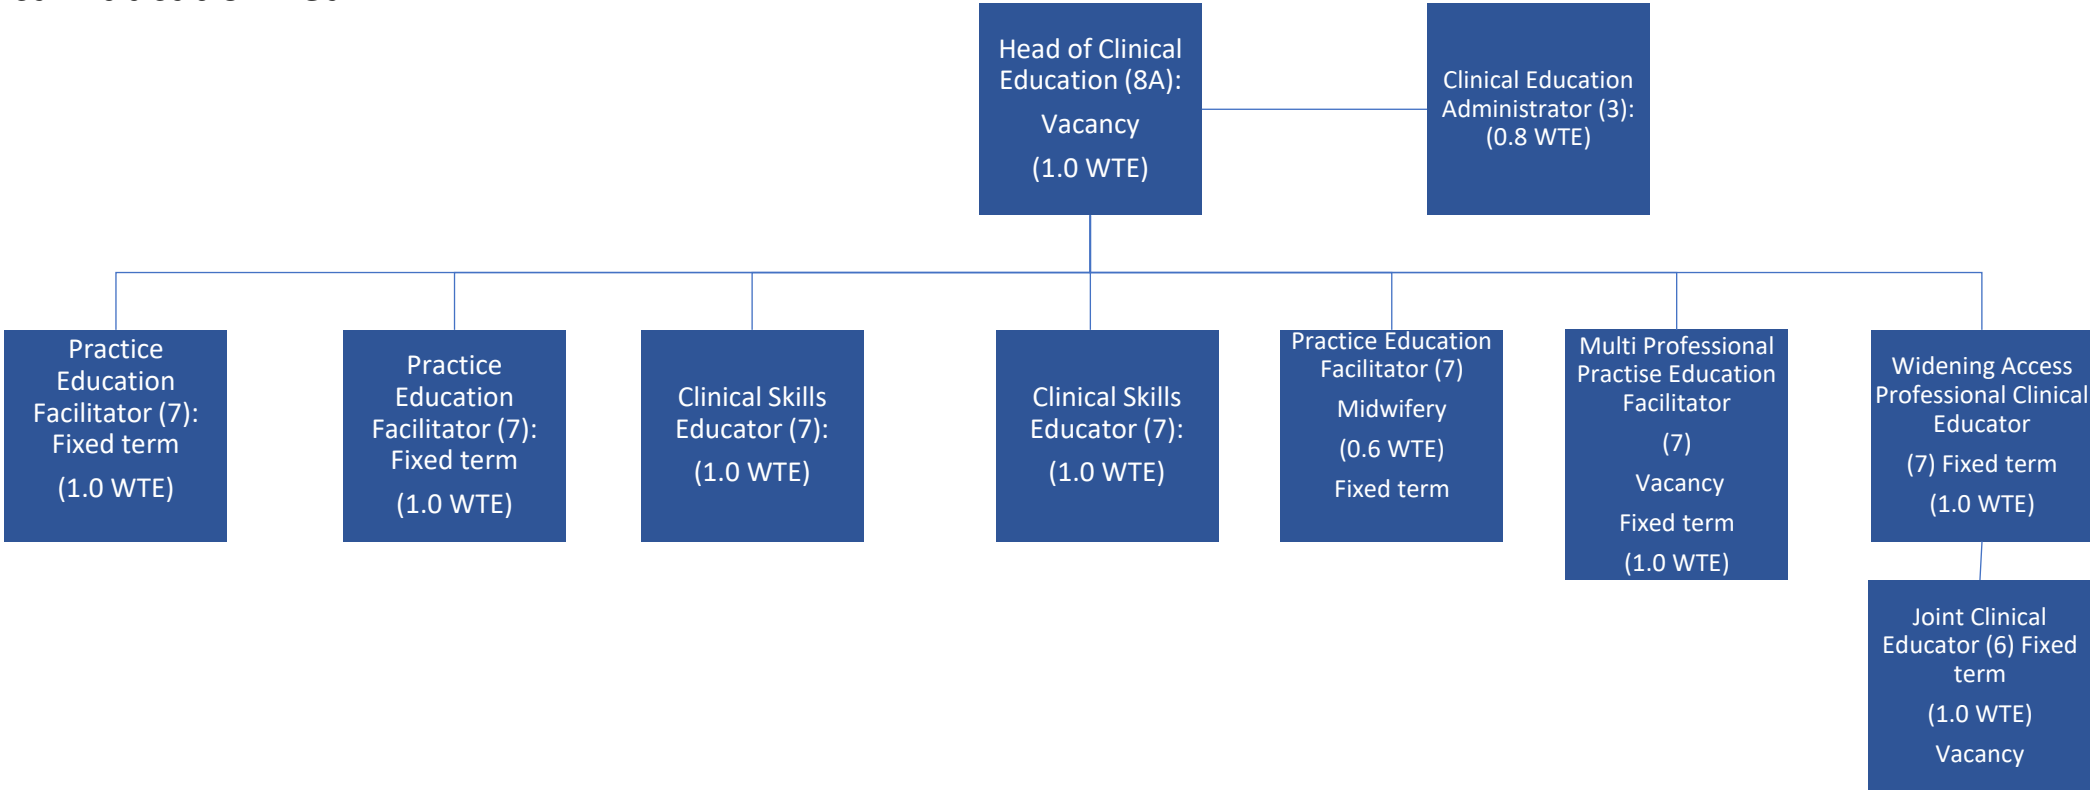 Head of Clinical
Education (8A):
Vacancy
(1.0 WTE)
Clinical Education
Administrator (3):
(0.8 WTE)
Practice
Education
Facilitator (7):
Fixed term
(1.0 WTE)
Practice
Education
Facilitator (7):
Fixed term
(1.0 WTE)
Clinical Skills
Educator (7):
(1.0 WTE)
Clinical Skills
Educator (7):
(1.0 WTE)
Practice Education
Facilitator (7)
Midwifery
(0.6 WTE)
Fixed term
Multi Professional
Practise Education
Facilitator
(7)
Vacancy
Fixed term
(1.0 WTE)
Widening Access
Professional Clinical
Educator
(7) Fixed term
(1.0 WTE)
Joint Clinical
Educator (6) Fixed
term
(1.0 WTE)
Vacancy